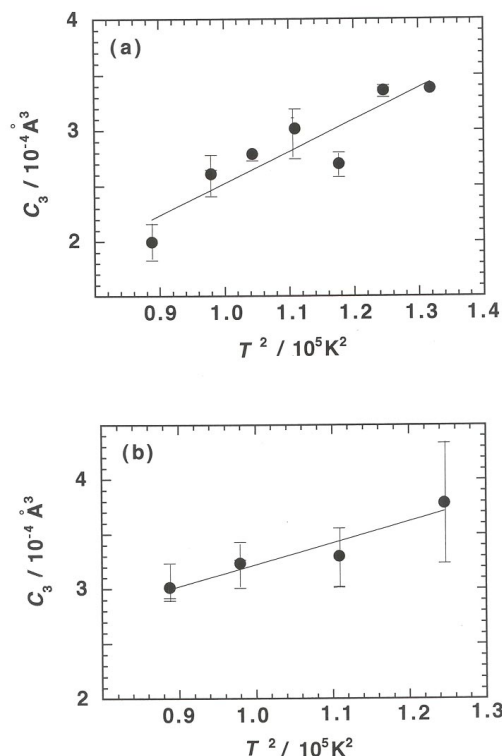 (a)
4
3
2
C₃ / 10⁻⁴ Å³
0.9 1.0 1.1 1.2 1.3 1.4
T ² / 10⁵K²
(b)
4
3
2
C₃ / 10⁻⁴ Å³
0.9 1.0 1.1 1.2 1.3
T ² / 10⁵K²